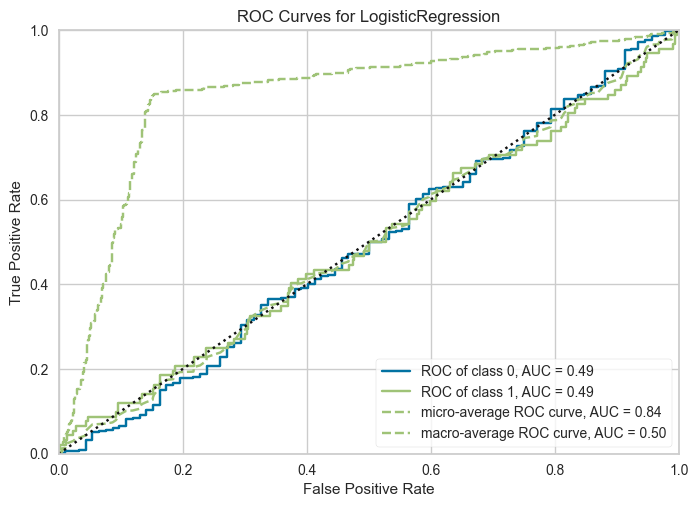 ROC Curves for LogisticRegression
1.0
0.8
0.6
0.4
0.2
0.0
True Positive Rate
ROC of class 0, AUC = 0.49
ROC of class 1, AUC = 0.49
micro-average ROC curve, AUC = 0.84
macro-average ROC curve, AUC = 0.50
0.0 0.2 0.4 0.6 0.8 1.0
False Positive Rate